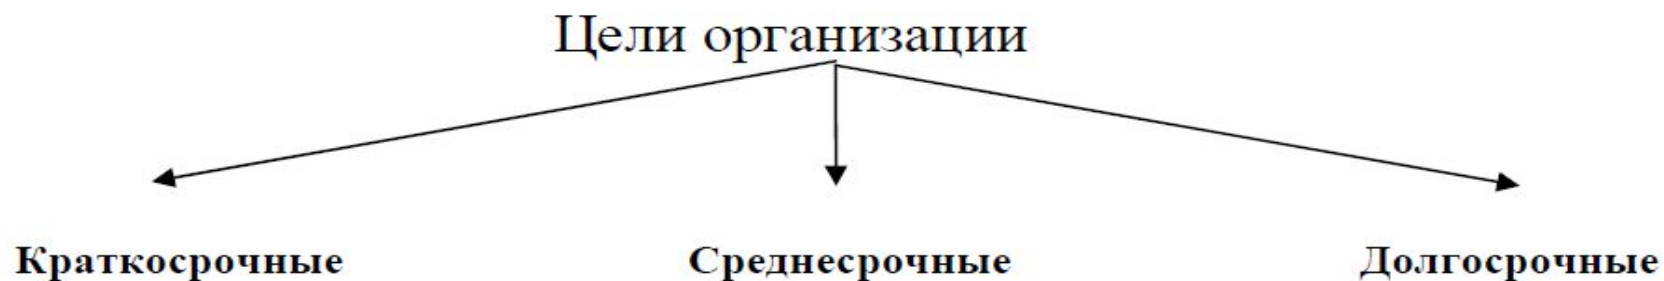 Цели организации
Краткосрочные Среднесрочные Долгосрочные